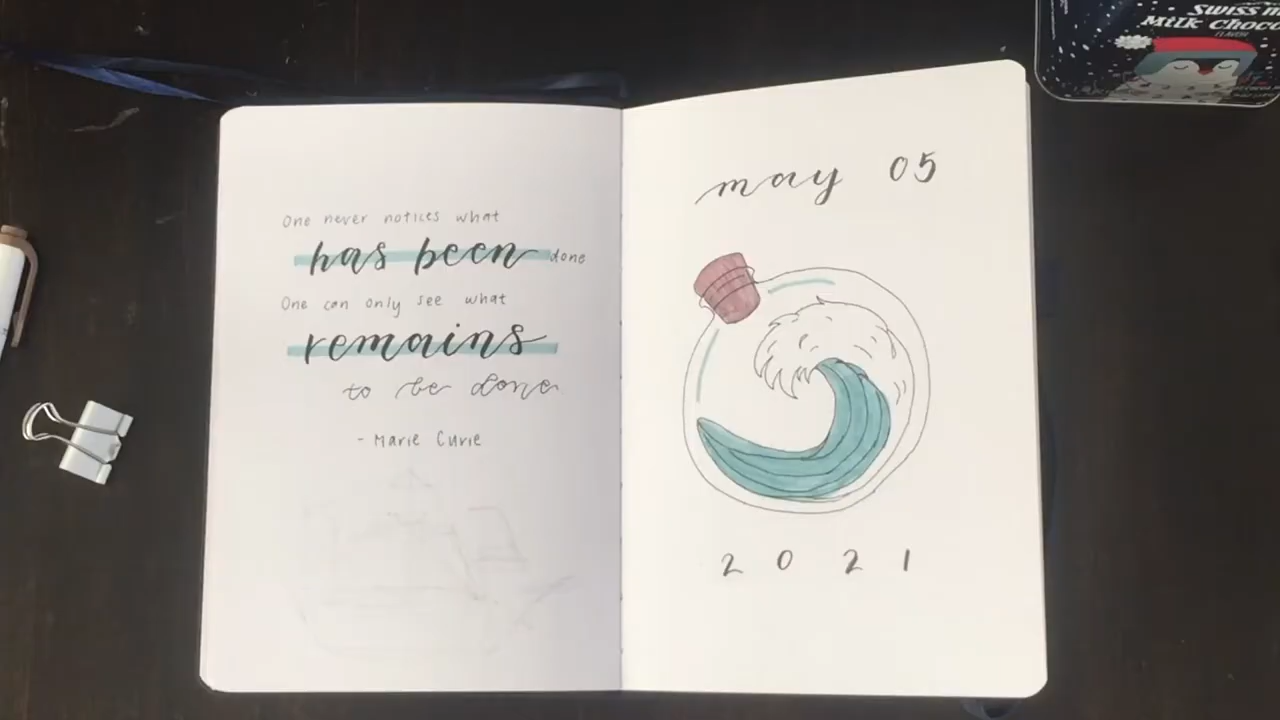 One never notices what
has been done
One can only see what
remains
to be done
- Marie Curie
may 05
2021
Swiss
Milk Choco